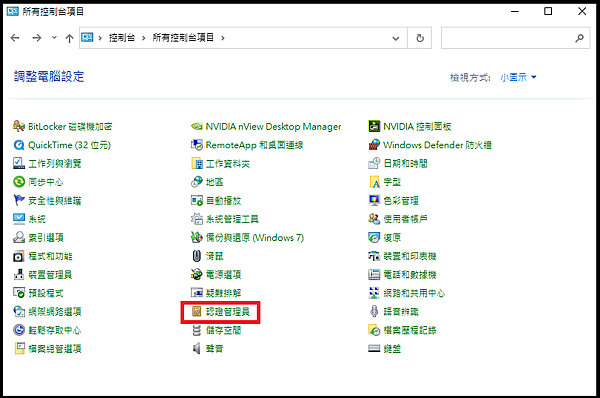 所有控制台項目
控制台 > 所有控制台項目 >
調整電腦設定
檢視方式: 小圖示
BitLocker 磁碟機加密
NVIDIA nView Desktop Manager
NVIDIA 控制面板
QuickTime (32 位元)
RemoteApp 和桌面連線
Windows Defender 防火牆
工作列與瀏覽
工作資料夾
日期和時間
同步中心
地區
字型
安全性與維護
自動播放
色彩管理
系統
系統管理工具
使用者帳戶
索引選項
備份與還原 (Windows 7)
復原
程式和功能
滑鼠
裝置和印表機
裝置管理員
電源選項
電話和數據機
預設程式
疑難排解
網路和共用中心
網際網路選項
認證管理員
語音辨識
輕鬆存取中心
儲存空間
檔案歷程記錄
檔案總管選項
聲音
鍵盤